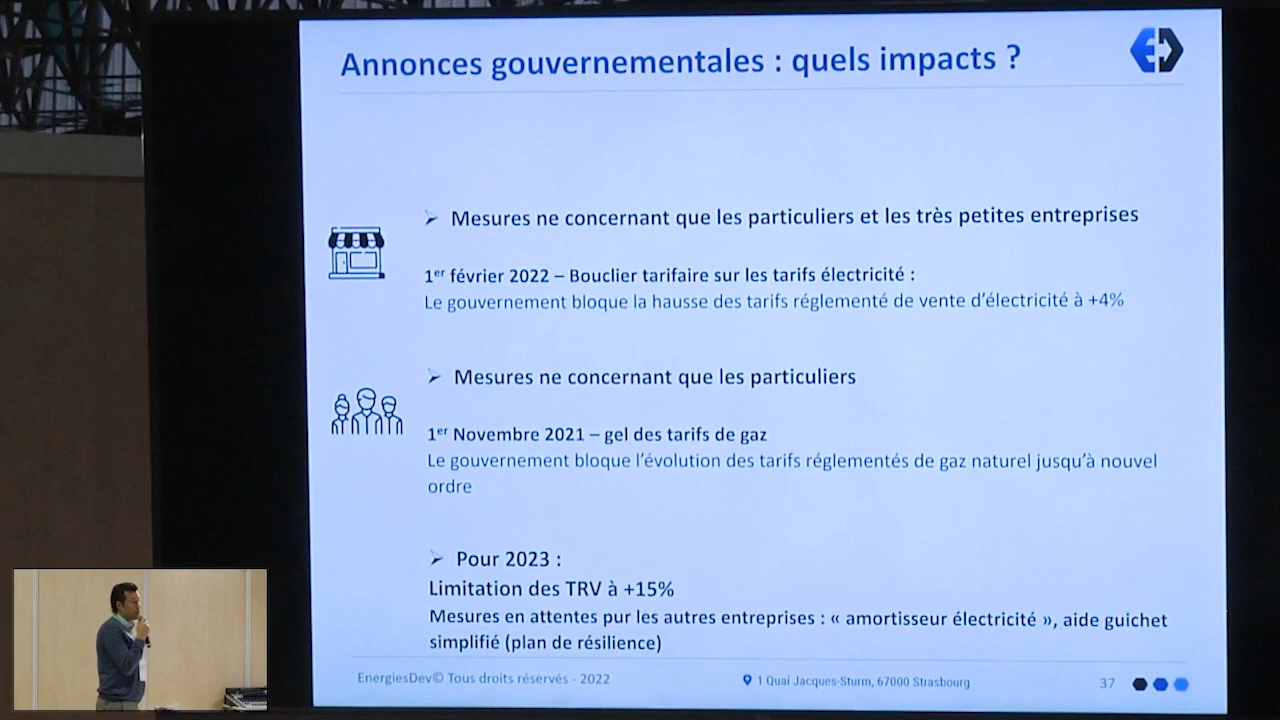 Annonces gouvernementales : quels impacts ?
➢ Mesures ne concernant que les particuliers et les très petites entreprises
1er février 2022 – Bouclier tarifaire sur les tarifs électricité :
Le gouvernement bloque la hausse des tarifs réglementé de vente d'électricité à +4%
➢ Mesures ne concernant que les particuliers
1er Novembre 2021 – gel des tarifs de gaz
Le gouvernement bloque l'évolution des tarifs réglementés de gaz naturel jusqu'à nouvel
ordre
➢ Pour 2023 :
Limitation des TRV à +15%
Mesures en attentes pur les autres entreprises : « amortisseur électricité », aide guichet
simplifié (plan de résilience)
EnergiesDev© Tous droits réservés - 2022
1 Quai Jacques-Sturm, 67000 Strasbourg
37